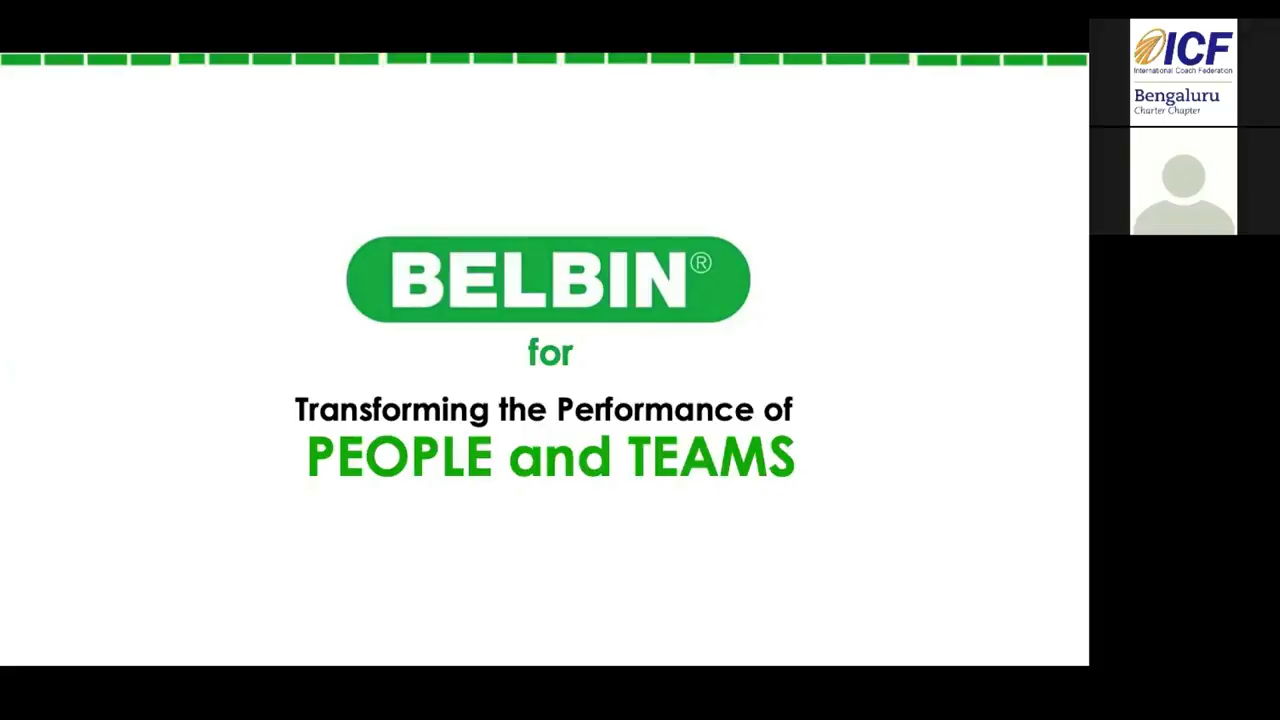 BELBIN®
for
Transforming the Performance of
PEOPLE and TEAMS
ICF
International Coach Federation
Bengaluru
Charter Chapter